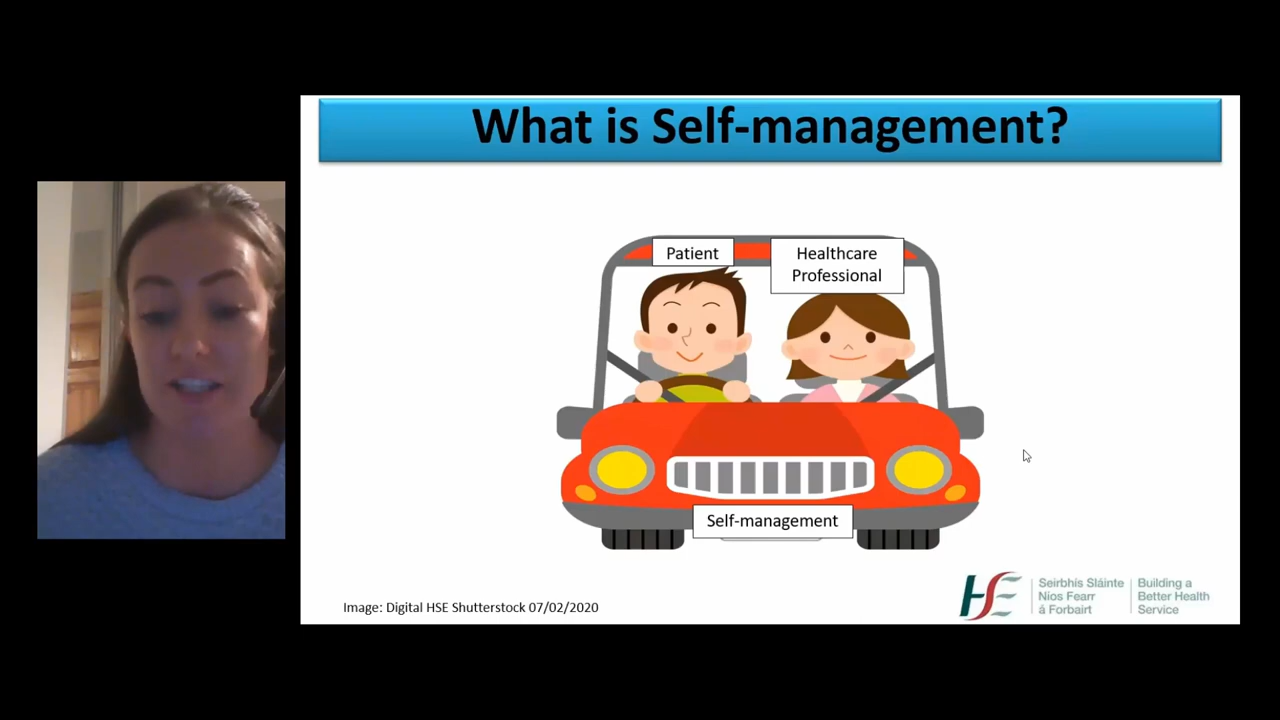 What is Self-management?
Patient
Healthcare
Professional
Self-management
Image: Digital HSE Shutterstock 07/02/2020
HSE
Seirbhís Sláinte
Níos Fearr
á Forbairt
Building a
Better Health
Service